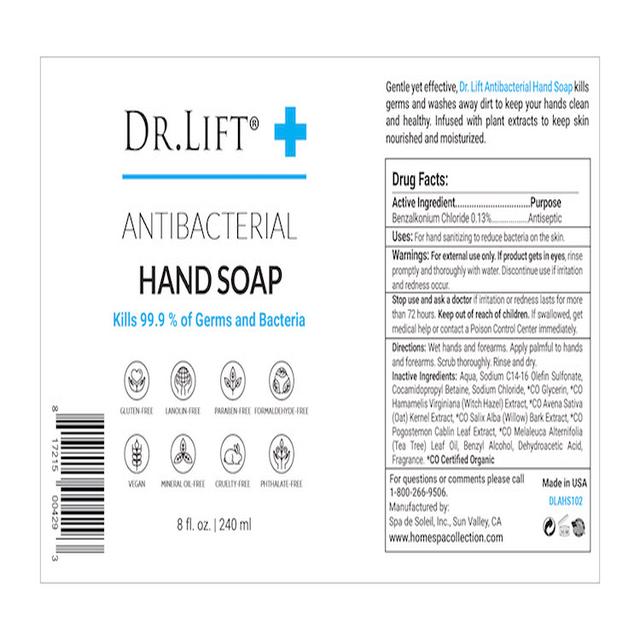 DR.LIFT®
ANTIBACTERIAL
HAND SOAP
Kills 99.9 % of Germs and Bacteria
GLUTEN-FREE LANOLIN-FREE PARABEN-FREE FORMALDEHYDE-FREE
VEGAN MINERAL OIL-FREE CRUELTY-FREE PHTHALATE-FREE
8 fl. oz. | 240 ml
8 17215 00429 3
Gentle yet effective, Dr. Lift Antibacterial Hand Soap kills
germs and washes away dirt to keep your hands clean
and healthy. Infused with plant extracts to keep skin
nourished and moisturized.
Drug Facts:
Active Ingredient................................Purpose
Benzalkonium Chloride 0.13%...............Antiseptic
Uses: For hand sanitizing to reduce bacteria on the skin.
Warnings: For external use only. If product gets in eyes, rinse
promptly and thoroughly with water. Discontinue use if irritation
and redness occur.
Stop use and ask a doctor if irritation or redness lasts for more
than 72 hours. Keep out of reach of children. If swallowed, get
medical help or contact a Poison Control Center immediately.
Directions: Wet hands and forearms. Apply palmful to hands
and forearms. Scrub thoroughly. Rinse and dry.
Inactive Ingredients: Aqua, Sodium C14-16 Olefin Sulfonate,
Cocamidopropyl Betaine, Sodium Chloride, *CO Glycerin, *CO
Hamamelis Virginiana (Witch Hazel) Extract, *CO Avena Sativa
(Oat) Kernel Extract, *CO Salix Alba (Willow) Bark Extract, *CO
Pogostemon Cablin Leaf Extract, *CO Melaleuca Alternifolia
(Tea Tree) Leaf Oil, Benzyl Alcohol, Dehydroacetic Acid,
Fragrance. *CO Certified Organic
For questions or comments please call
1-800-266-9506.
Manufactured by:
Spa de Soleil, Inc., Sun Valley, CA
www.homespacollection.com
Made in USA
DLAHS102